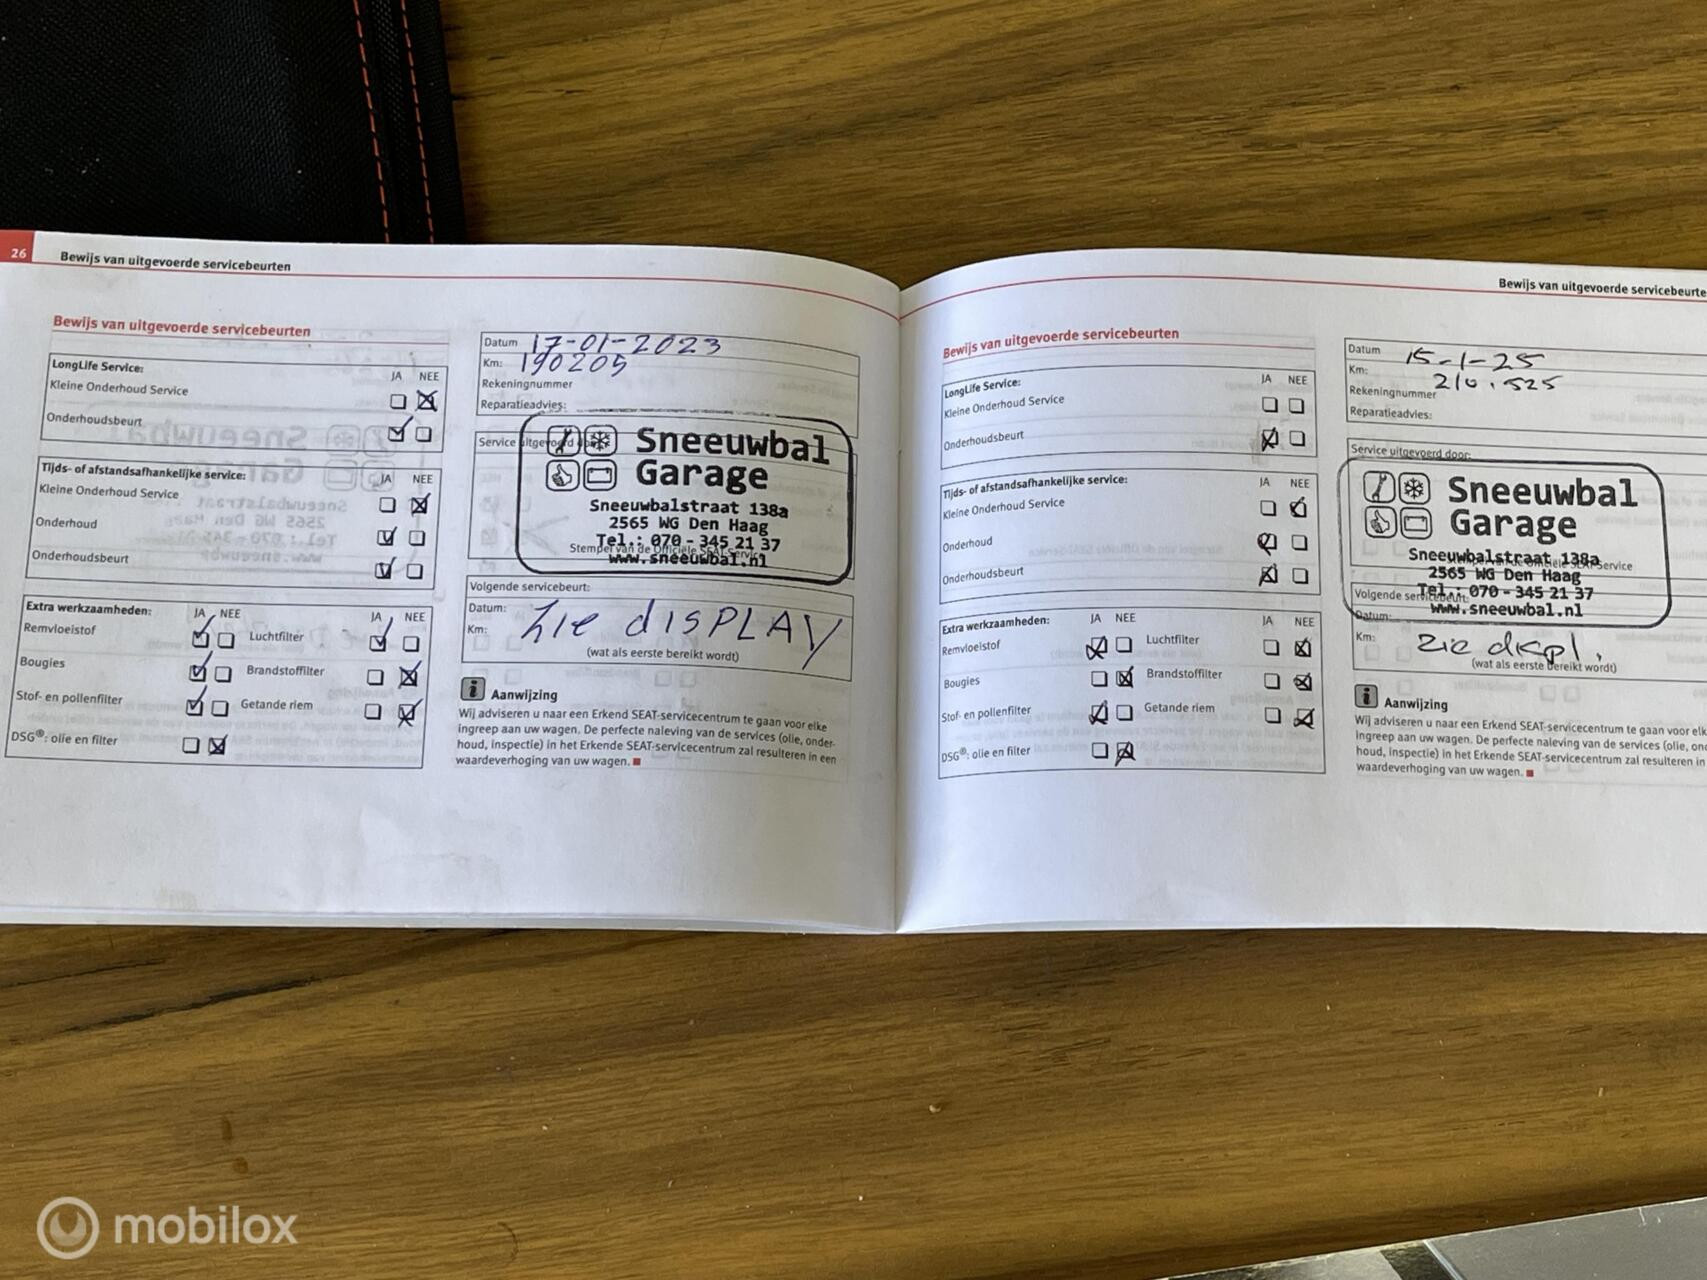 26
Bewijs van uitgevoerde servicebeurten
Bewijs van uitgevoerde servicebeurten
LongLife Service:
JA NEE
Kleine Onderhoud Service
Onderhoudsbeurt
Tijds- of afstandsafhankelijke service:
JA NEE
Kleine Onderhoud Service
Onderhoud
Onderhoudsbeurt
Extra werkzaamheden: JA NEE JA NEE
Remvloeistof Luchtfilter
Bougies Brandstoffilter
Stof- en pollenfilter Getande riem
DSG®: olie en filter
Datum 17-01-2023
Km: 190205
Rekeningnummer
Reparatieadvies:
Service uitgevoerd door:
Sneeuwbal
Garage
Sneeuwbalstraat 138a
2565 WG Den Haag
Tel.: 070-345 21 37
Stempel van de Officiële SEAT-Service
www.sneeuwbal.nl
Volgende servicebeurt:
Datum: zie dISPLAY
Km:
(wat als eerste bereikt wordt)
Aanwijzing
Wij adviseren u naar een Erkend SEAT-servicecentrum te gaan voor elke
ingreep aan uw wagen. De perfecte naleving van de services (olie, onder-
houd, inspectie) in het Erkende SEAT-servicecentrum zal resulteren in een
waardeverhoging van uw wagen.
Bewijs van uitgevoerde servicebeurte
Bewijs van uitgevoerde servicebeurten
LongLife Service:
JA NEE
Kleine Onderhoud Service
Onderhoudsbeurt
Tijds- of afstandsafhankelijke service:
JA NEE
Kleine Onderhoud Service
Onderhoud
Onderhoudsbeurt
Extra werkzaamheden: JA NEE JA NEE
Remvloeistof Luchtfilter
Bougies Brandstoffilter
Stof- en pollenfilter Getande riem
DSG®: olie en filter
Datum 15-1-25
Km: 210.525
Rekeningnummer
Reparatieadvies:
Service uitgevoerd door:
Sneeuwbal
Garage
Sneeuwbalstraat 138a
Stempel van de Officiële SEAT-Service
2565 WG Den Haag
Tel.: 070-345 21 37
Volgende servicebeurt:
www.sneeuwbal.nl
Datum:
Km: zie displ.
(wat als eerste bereikt wordt)
Aanwijzing
Wij adviseren u naar een Erkend SEAT-servicecentrum te gaan voor elk
ingreep aan uw wagen. De perfecte naleving van de services (olie, ond
houd, inspectie) in het Erkende SEAT-servicecentrum zal resulteren in
waardeverhoging van uw wagen.
mobilox